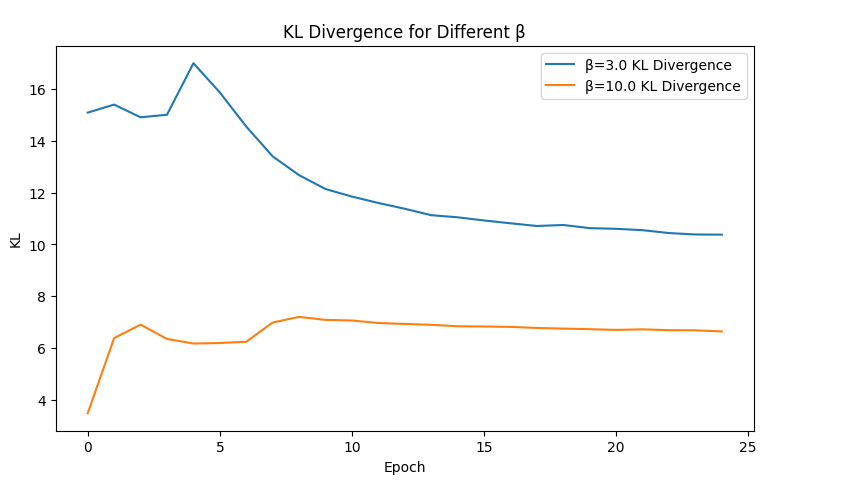 KL Divergence for Different β
β=3.0 KL Divergence
β=10.0 KL Divergence
KL
16
14
12
10
8
6
4
0 5 10 15 20 25
Epoch